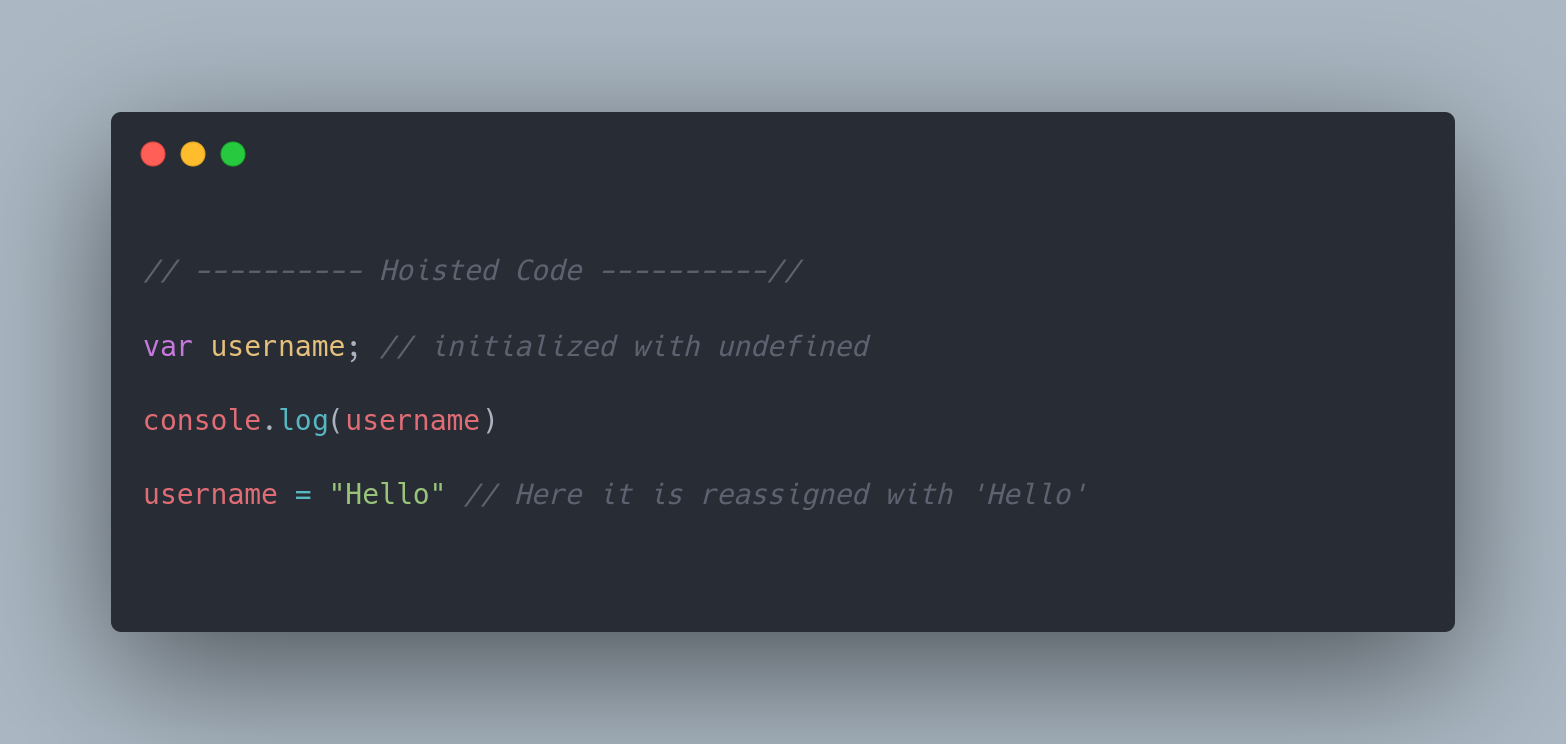 // ---------- Hoisted Code ----------//
var username; // initialized with undefined
console.log(username)
username = "Hello" // Here it is reassigned with 'Hello'